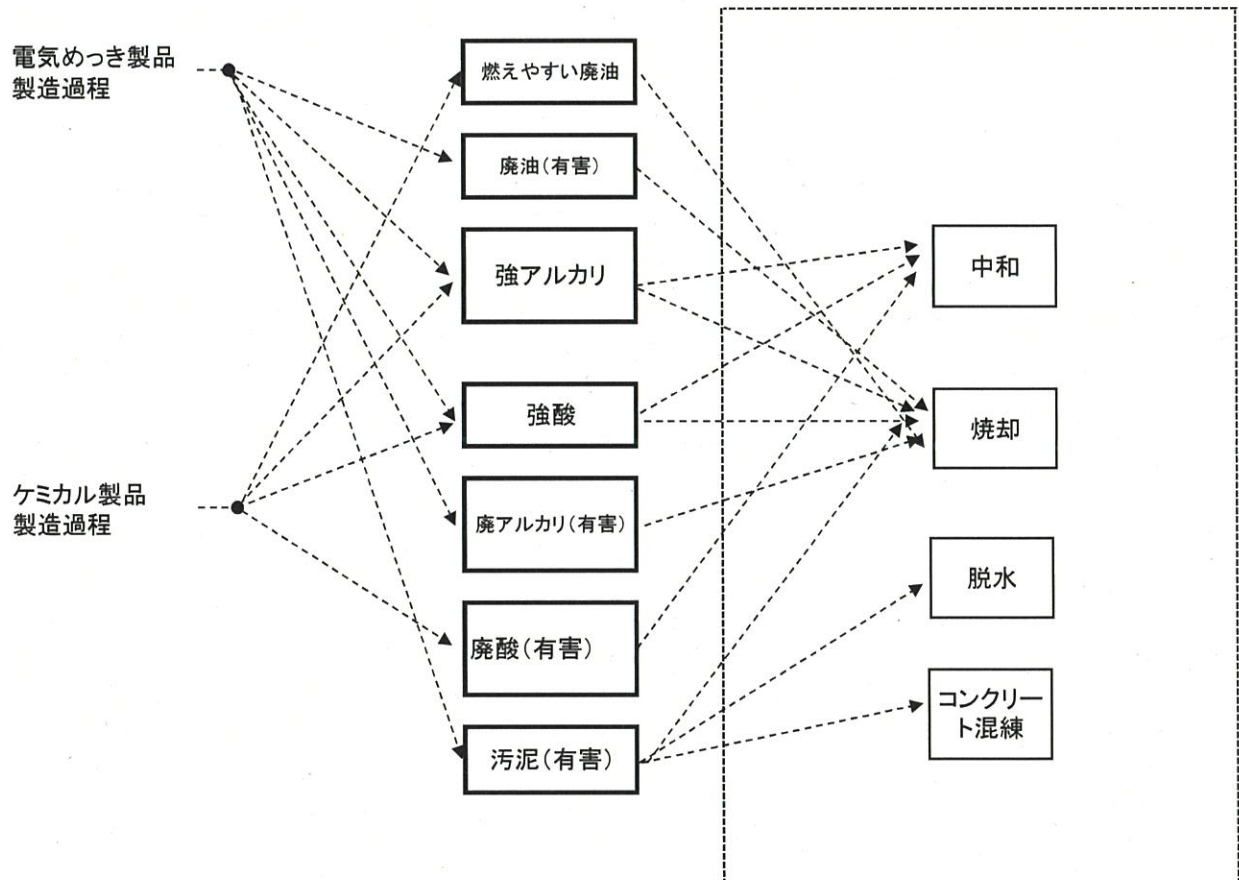 電気めっき製品
製造過程
ケミカル製品
製造過程
燃えやすい廃油
廃油(有害)
強アルカリ
強酸
廃アルカリ(有害)
廃酸(有害)
汚泥(有害)
中和
焼却
脱水
コンクリー
ト混練